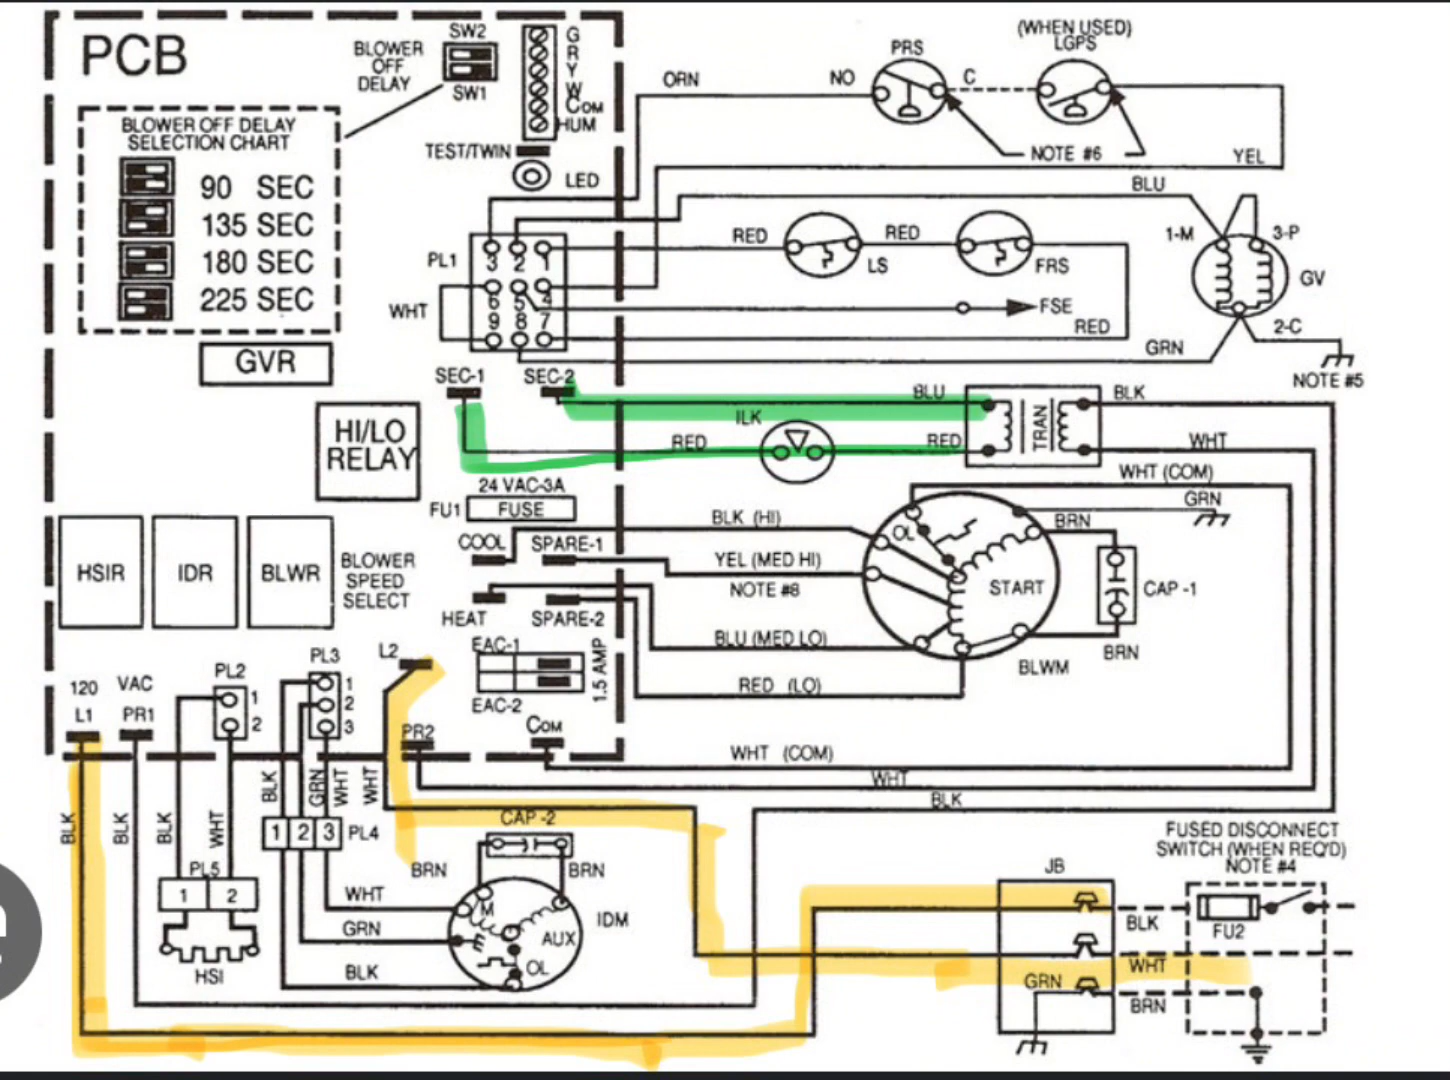 PCB
BLOWER OFF DELAY
SW2
SW1
G
R
Y
W
COM
HUM
TEST/TWIN
LED
BLOWER OFF DELAY
SELECTION CHART
90 SEC
135 SEC
180 SEC
225 SEC
GVR
HI/LO
RELAY
ORN
NO
PRS
C
(WHEN USED)
LGPS
NOTE #6
YEL
BLU
PL1
3 2 1
6 5 4
9 8 7
WHT
RED
LS
RED
FRS
FSE
RED
GRN
1-M
3-P
GV
2-C
NOTE #5
SEC-1
SEC-2
BLU
ILK
RED
RED
TRAN
BLK
WHT
WHT (COM)
GRN
24 VAC-3A
FU1
FUSE
COOL
SPARE-1
HEAT
SPARE-2
BLK (HI)
YEL (MED HI)
NOTE #8
BLU (MED LO)
RED (LO)
OL
START
BLWM
BRN
CAP -1
BRN
HSIR
IDR
BLWR
BLOWER
SPEED
SELECT
EAC-1
EAC-2
1.5 AMP
120 VAC
L1
PR1
PL2
1
2
PL3
1
2
3
L2
PR2
COM
WHT (COM)
WHT
BLK
BLK
BLK
BLK
WHT
BLK
GRN
WHT
WHT
1 2 3
PL4
PL5
1 2
HSI
CAP -2
BRN
BRN
WHT
GRN
BLK
M
AUX
OL
IDM
JB
GRN
FUSED DISCONNECT
SWITCH (WHEN REQ'D)
NOTE #4
BLK
FU2
WHT
BRN